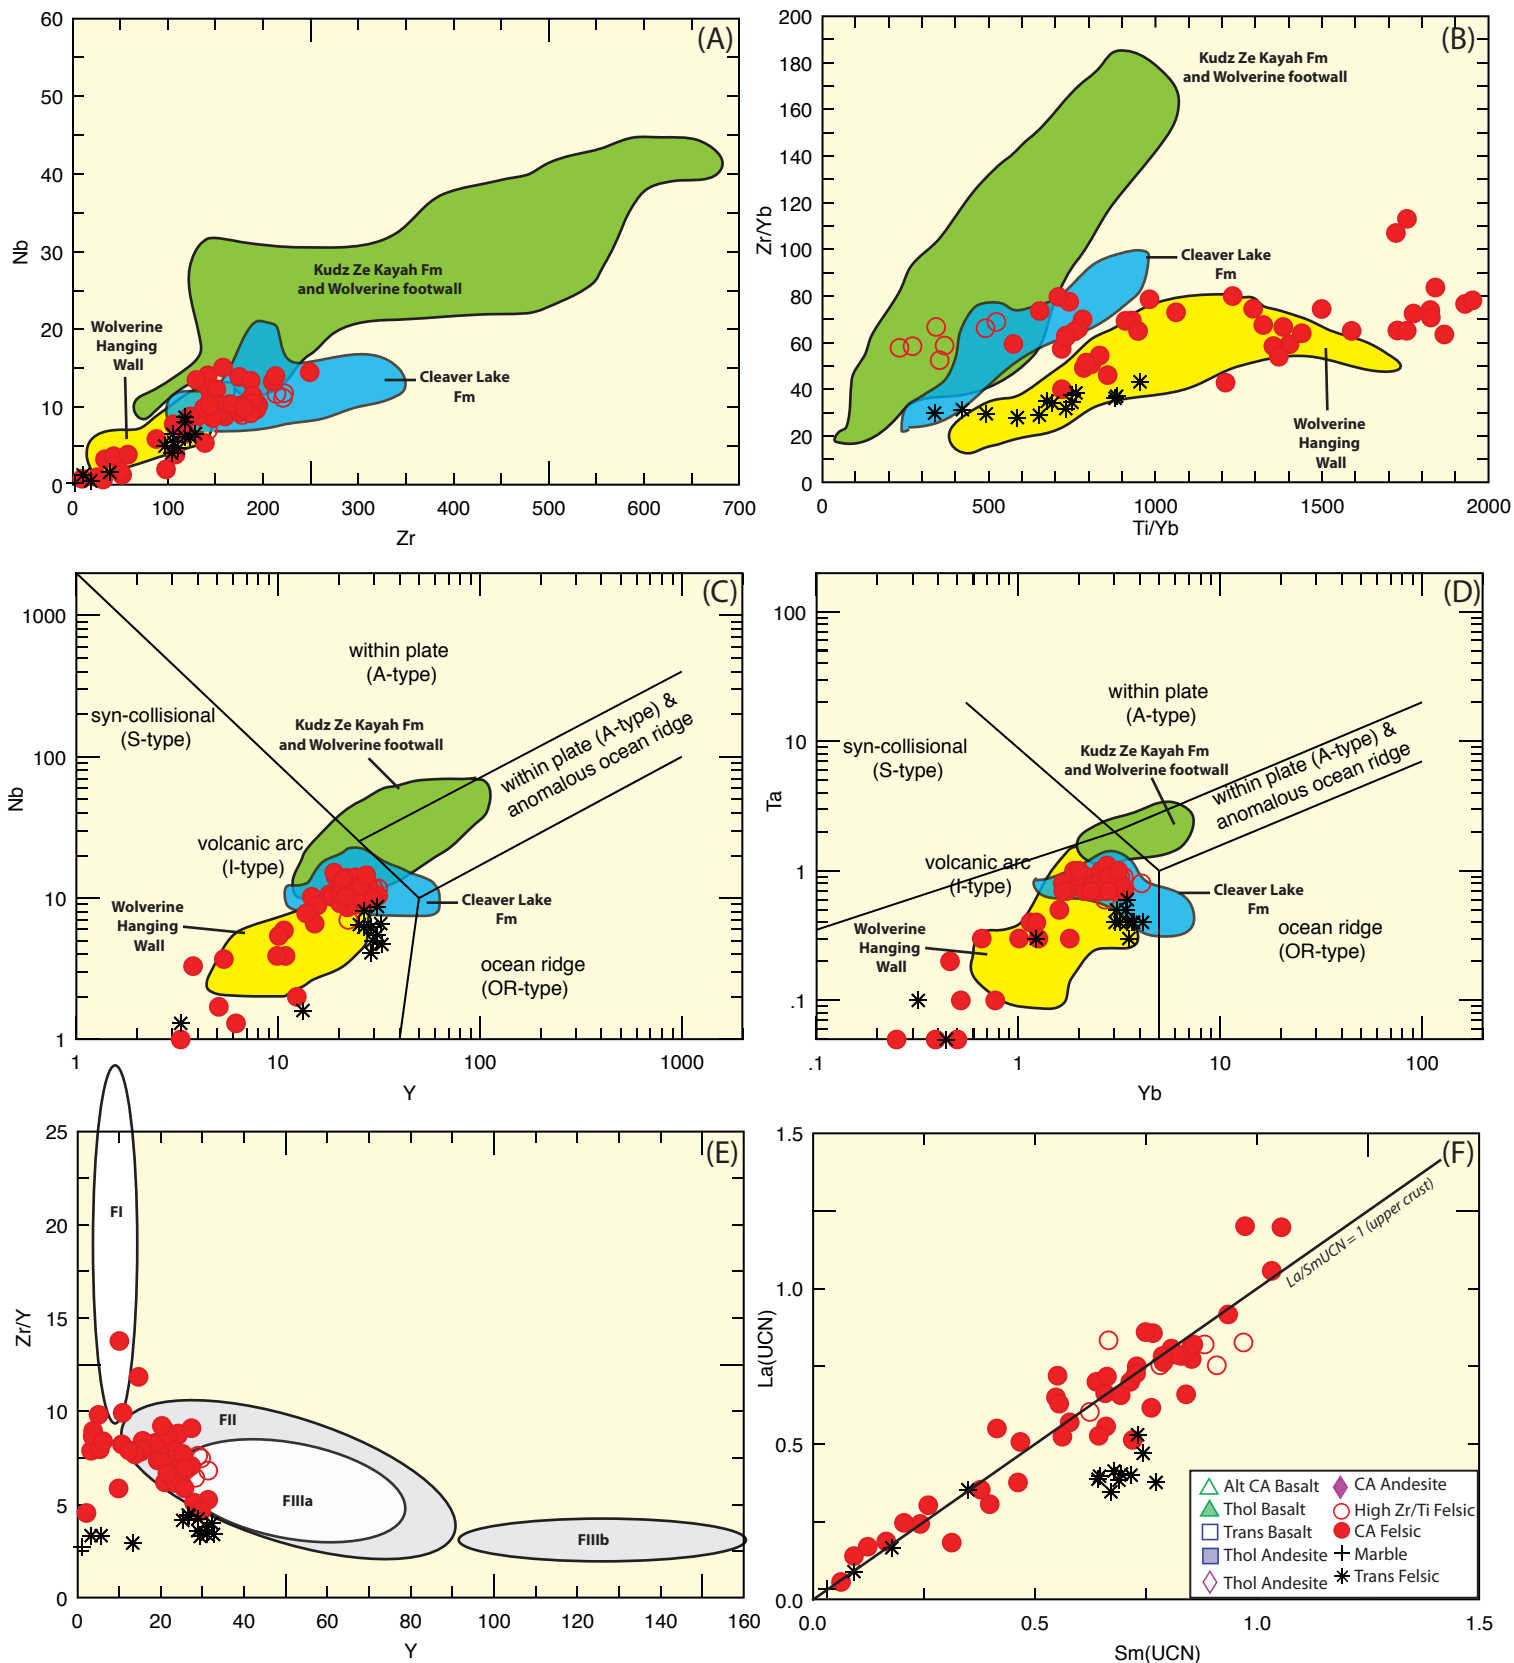 (A)
60
50
40
30
20
10
0
Nb
Kudz Ze Kayah Fm
and Wolverine footwall
Wolverine
Hanging
Wall
Cleaver Lake
Fm
0
100
200
300
400
500
600
700
Zr
(B)
200
180
160
140
120
100
80
60
40
20
0
Zr/Yb
Kudz Ze Kayah Fm
and Wolverine footwall
Cleaver Lake
Fm
Wolverine
Hanging
Wall
0
500
1000
1500
2000
Ti/Yb
(C)
1000
100
10
1
Nb
within plate
(A-type)
syn-collisional
(S-type)
Kudz Ze Kayah Fm
and Wolverine footwall
within plate (A-type) &
anomalous ocean ridge
volcanic arc
(I-type)
Wolverine
Hanging
Wall
Cleaver Lake
Fm
ocean ridge
(OR-type)
1
10
100
1000
Y
(D)
100
10
1
.1
Ta
within plate
(A-type)
syn-collisional
(S-type)
Kudz Ze Kayah Fm
and Wolverine footwall
within plate (A-type) &
anomalous ocean ridge
volcanic arc
(I-type)
Cleaver Lake
Fm
Wolverine
Hanging
Wall
ocean ridge
(OR-type)
.1
1
10
100
Yb
(E)
25
20
15
10
5
0
Zr/Y
FI
FII
FIIIa
FIIIb
0
20
40
60
80
100
120
140
160
Y
(F)
1.5
1.0
0.5
0.0
La(UCN)
La/SmUCN = 1 (upper crust)
Alt CA Basalt
Thol Basalt
Trans Basalt
Thol Andesite
Thol Andesite
CA Andesite
High Zr/Ti Felsic
CA Felsic
Marble
Trans Felsic
0.0
0.5
1.0
1.5
Sm(UCN)